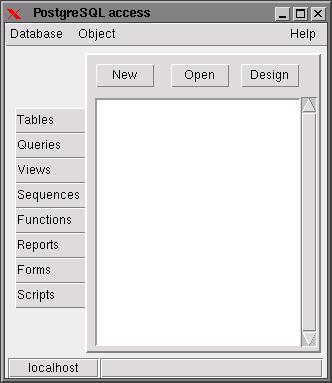 PostgreSQL access
Database Object Help
New Open Design
Tables
Queries
Views
Sequences
Functions
Reports
Forms
Scripts
localhost